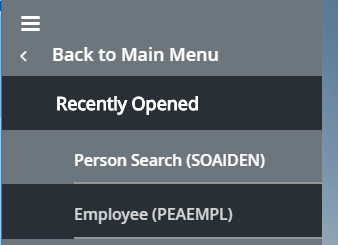 Back to Main Menu
Recently Opened
Person Search (SOAIDEN)
Employee (PEAEMPL)